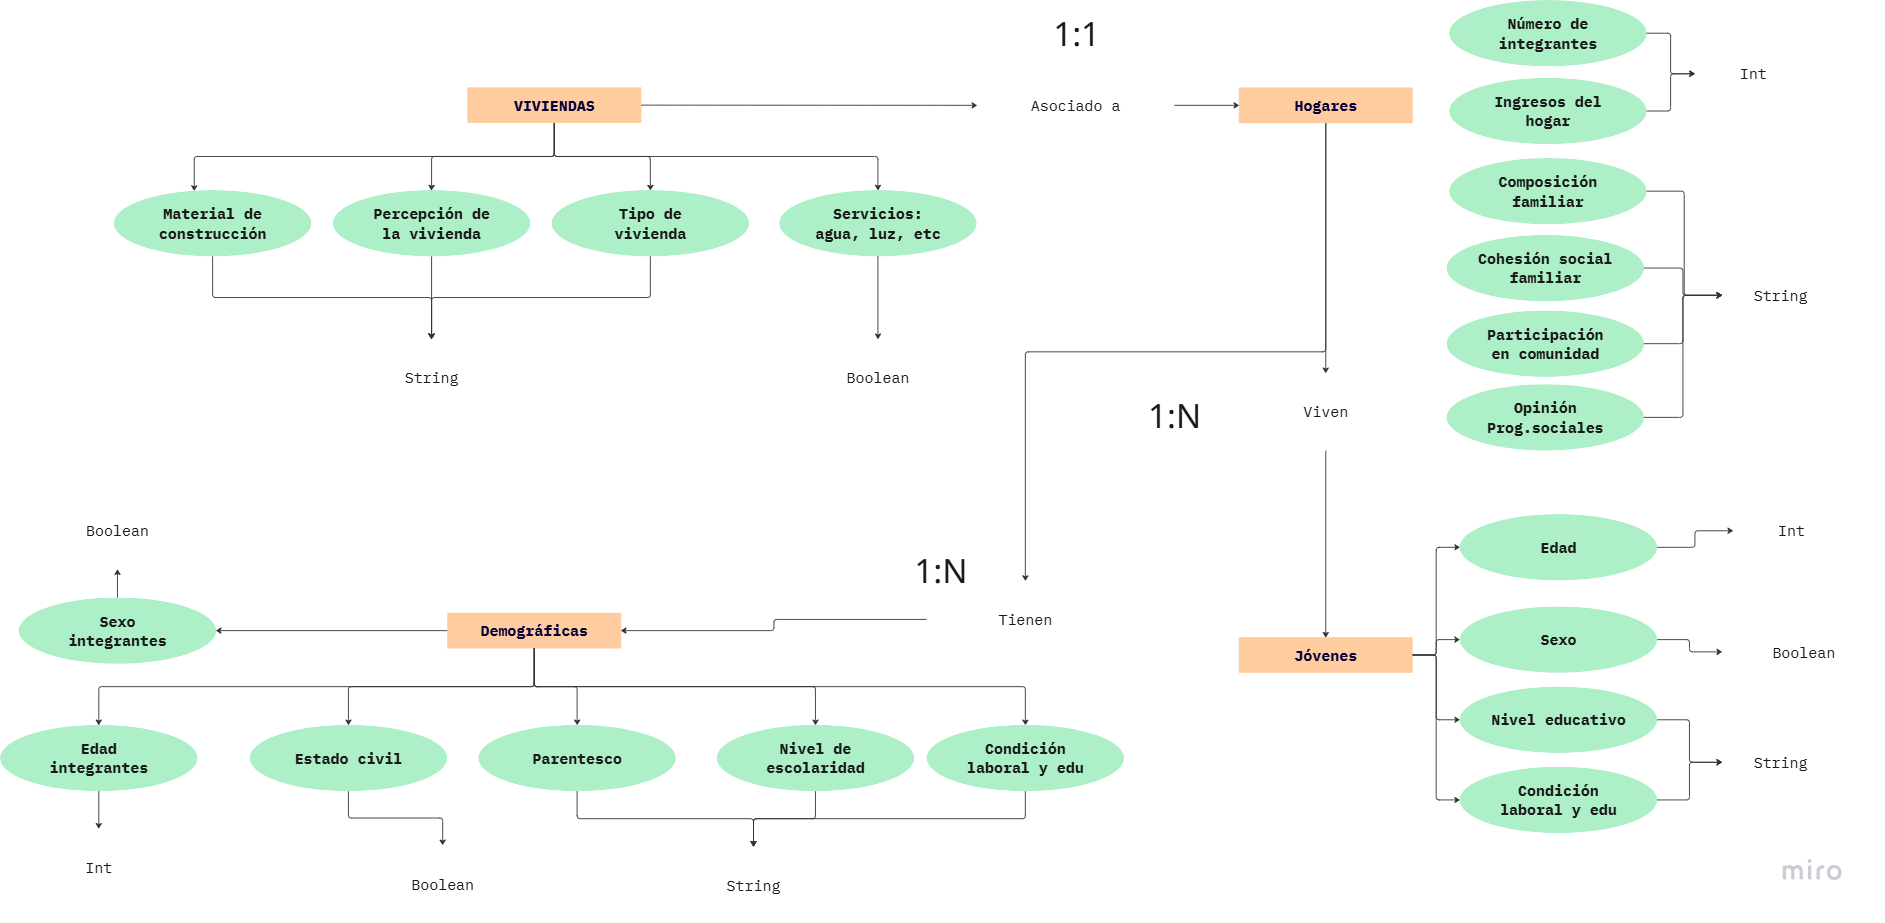 1:1
VIVIENDAS
Asociado a
Hogares
Número de
integrantes
Int
Ingresos del
hogar
Material de
construcción
Percepción de
la vivienda
Tipo de
vivienda
Servicios:
agua, luz, etc
String
Boolean
Composición
familiar
Cohesión social
familiar
String
Participación
en comunidad
Opinión
Prog.sociales
1:N
Viven
Boolean
Sexo
integrantes
Demográficas
1:N
Tienen
Jóvenes
Edad
Int
Sexo
Boolean
Nivel educativo
String
Condición
laboral y edu
Edad
integrantes
Estado civil
Parentesco
Nivel de
escolaridad
Condición
laboral y edu
Int
Boolean
String
miro